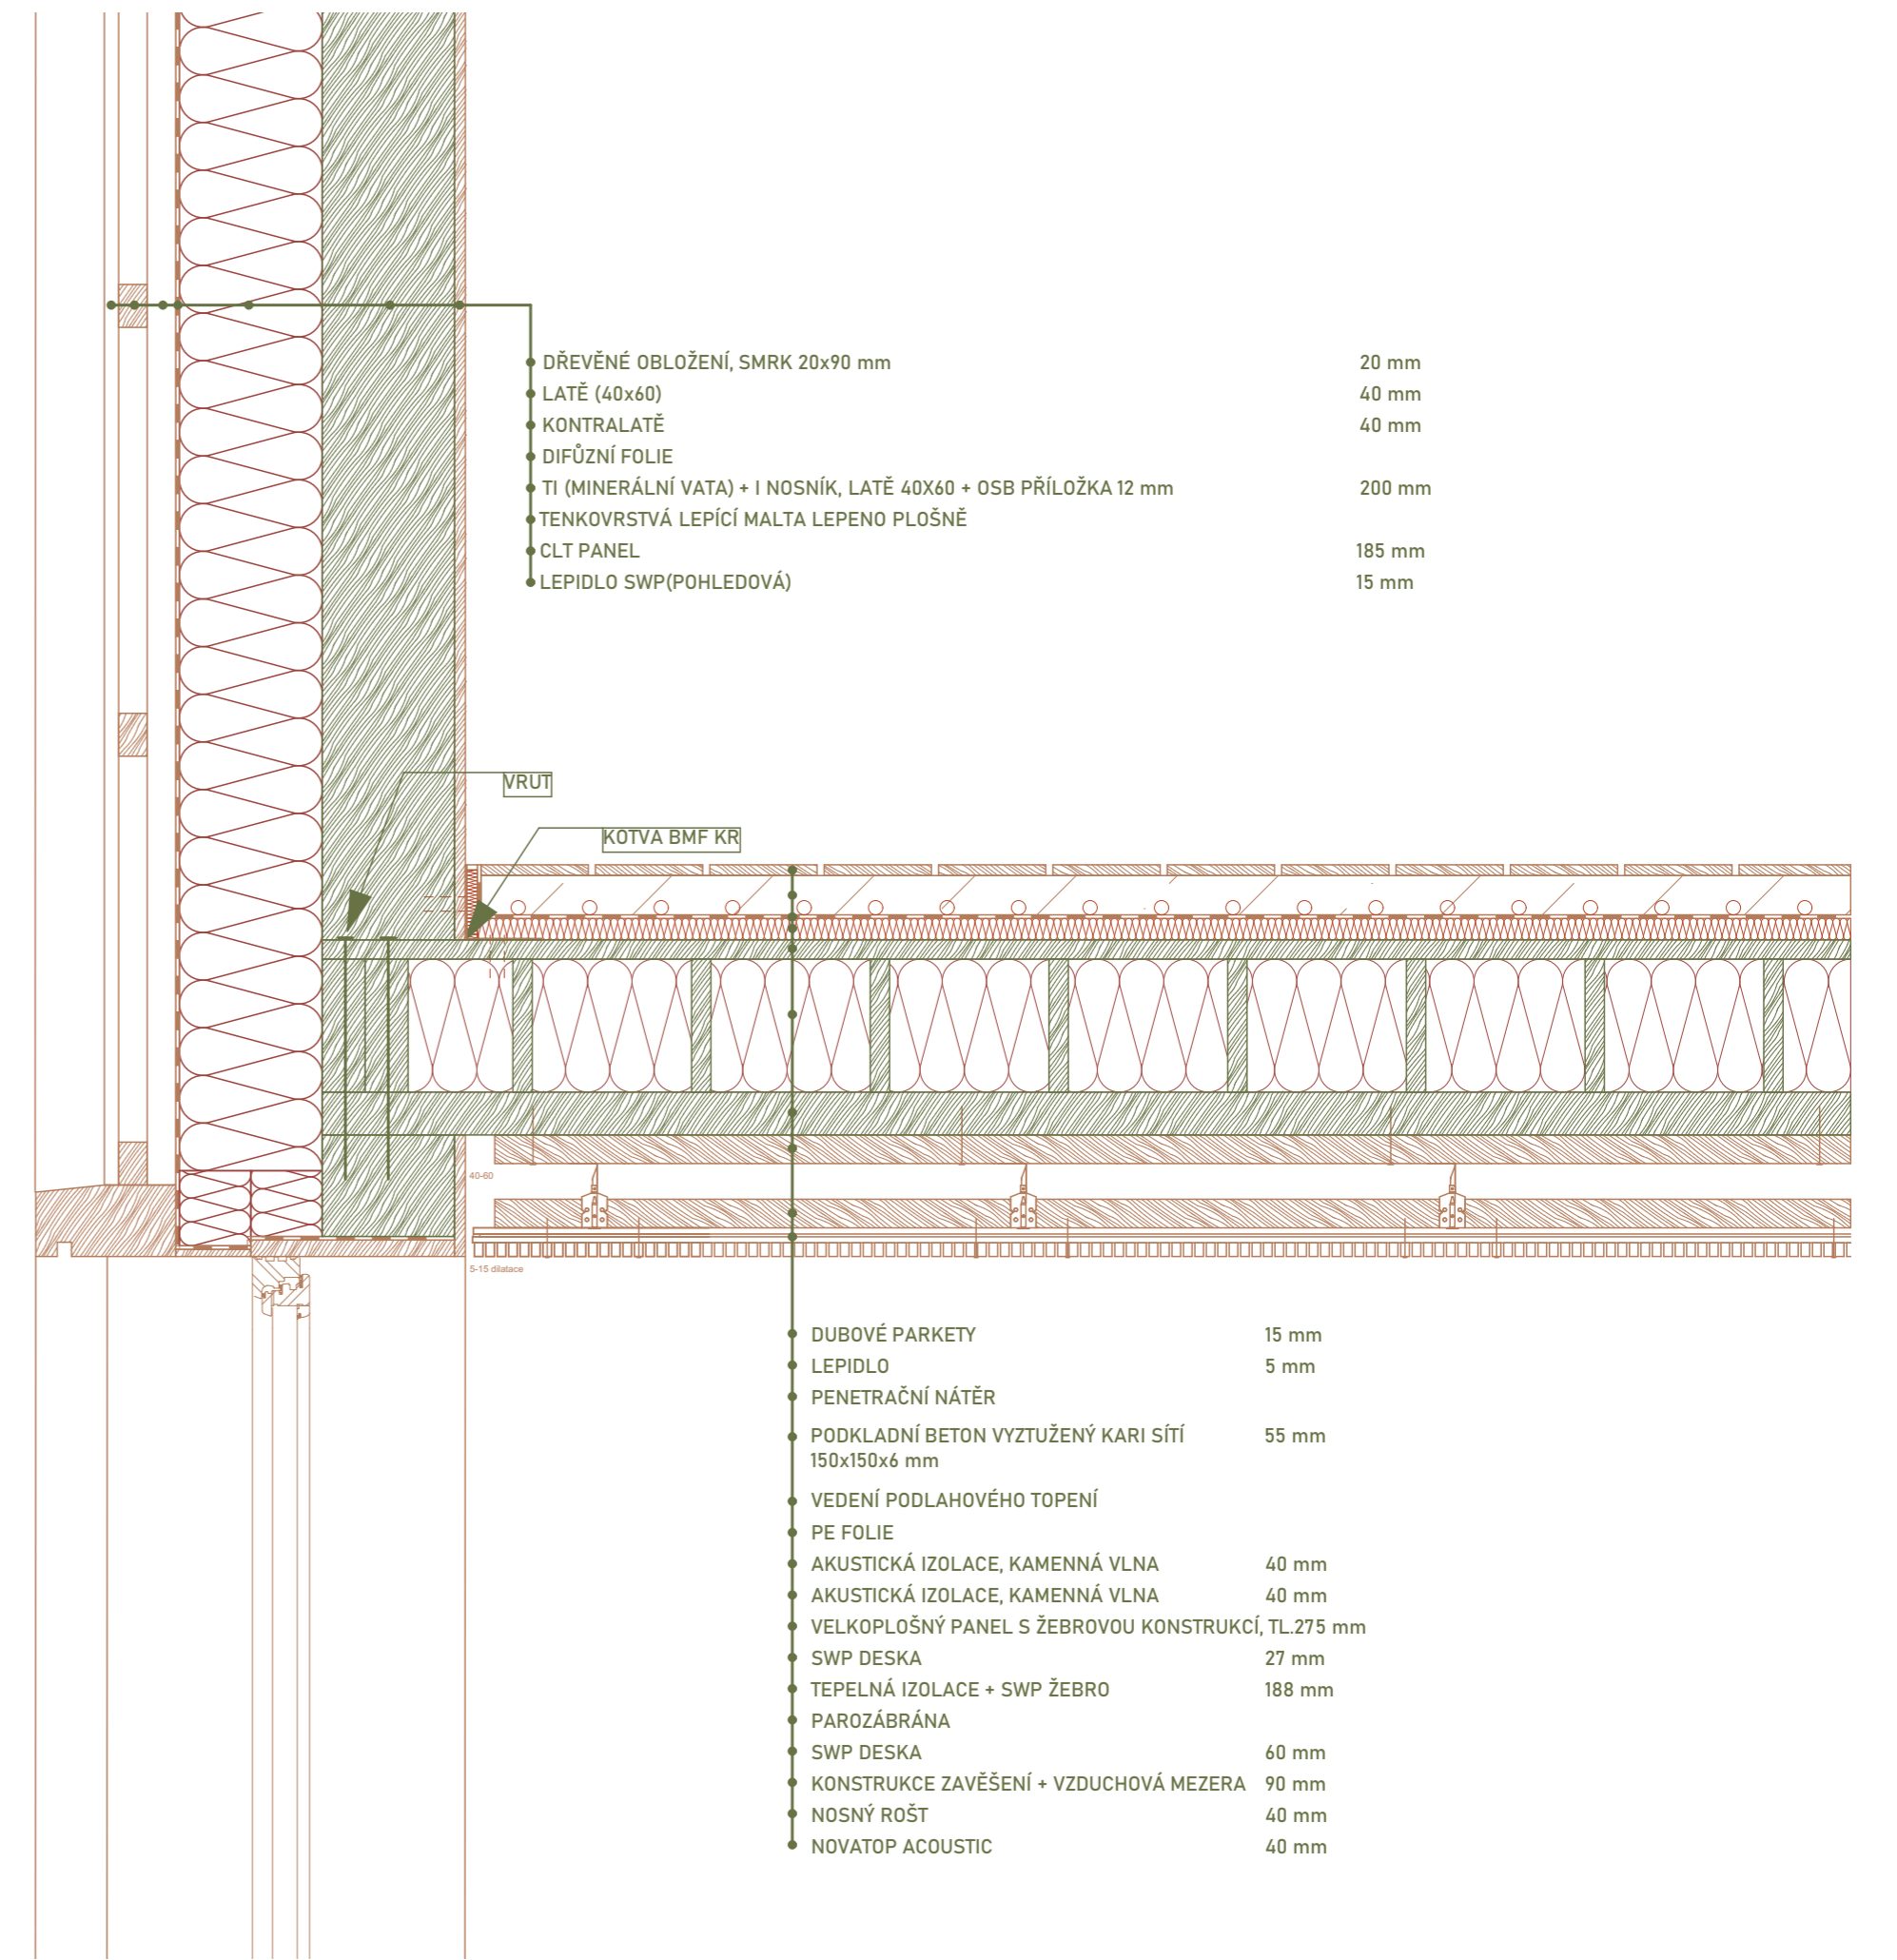 DŘEVĚNÉ OBLOŽENÍ, SMRK 20x90 mm 20 mm
LATĚ (40x60) 40 mm
KONTRALATĚ 40 mm
DIFŮZNÍ FOLIE
TI (MINERÁLNÍ VATA) + I NOSNÍK, LATĚ 40X60 + OSB PŘÍLOŽKA 12 mm 200 mm
TENKOVRSTVÁ LEPÍCÍ MALTA LEPENO PLOŠNĚ
CLT PANEL 185 mm
LEPIDLO SWP(POHLEDOVÁ) 15 mm
VRUT
KOTVA BMF KR
40-60
5-15 dilatace
DUBOVÉ PARKETY 15 mm
LEPIDLO 5 mm
PENETRAČNÍ NÁTĚR
PODKLADNÍ BETON VYZTUŽENÝ KARI SÍTÍ 55 mm
150x150x6 mm
VEDENÍ PODLAHOVÉHO TOPENÍ
PE FOLIE
AKUSTICKÁ IZOLACE, KAMENNÁ VLNA 40 mm
AKUSTICKÁ IZOLACE, KAMENNÁ VLNA 40 mm
VELKOPLOŠNÝ PANEL S ŽEBROVOU KONSTRUKCÍ, TL.275 mm
SWP DESKA 27 mm
TEPELNÁ IZOLACE + SWP ŽEBRO 188 mm
PAROZÁBRÁNA
SWP DESKA 60 mm
KONSTRUKCE ZAVĚŠENÍ + VZDUCHOVÁ MEZERA 90 mm
NOSNÝ ROŠT 40 mm
NOVATOP ACOUSTIC 40 mm